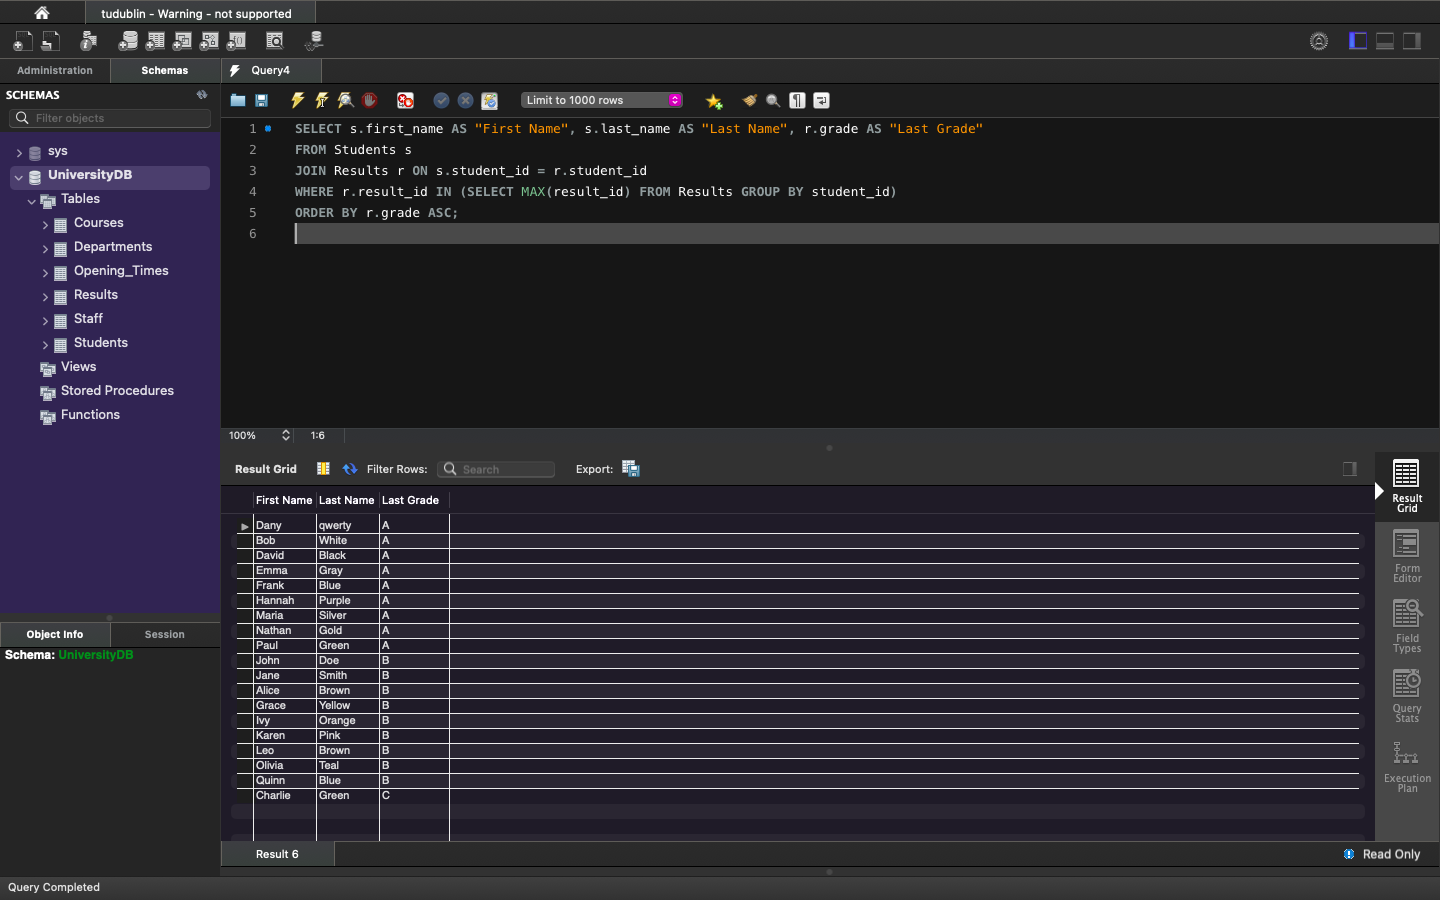 tudublin - Warning - not supported
Administration
Schemas
Query4
SCHEMAS
Filter objects
sys
UniversityDB
Tables
Courses
Departments
Opening_Times
Results
Staff
Students
Views
Stored Procedures
Functions
Object Info
Session
Schema: UniversityDB
Limit to 1000 rows
1 SELECT s.first_name AS "First Name", s.last_name AS "Last Name", r.grade AS "Last Grade"
2 FROM Students s
3 JOIN Results r ON s.student_id = r.student_id
4 WHERE r.result_id IN (SELECT MAX(result_id) FROM Results GROUP BY student_id)
5 ORDER BY r.grade ASC;
6
100% 1:6
Result Grid Filter Rows: Search Export:
First Name Last Name Last Grade
Dany qwerty A
Bob White A
David Black A
Emma Gray A
Frank Blue A
Hannah Purple A
Maria Silver A
Nathan Gold A
Paul Green A
John Doe B
Jane Smith B
Alice Brown B
Grace Yellow B
Ivy Orange B
Karen Pink B
Leo Brown B
Olivia Teal B
Quinn Blue B
Charlie Green C
Result
Grid
Form
Editor
Field
Types
Query
Stats
Execution
Plan
Result 6
Read Only
Query Completed